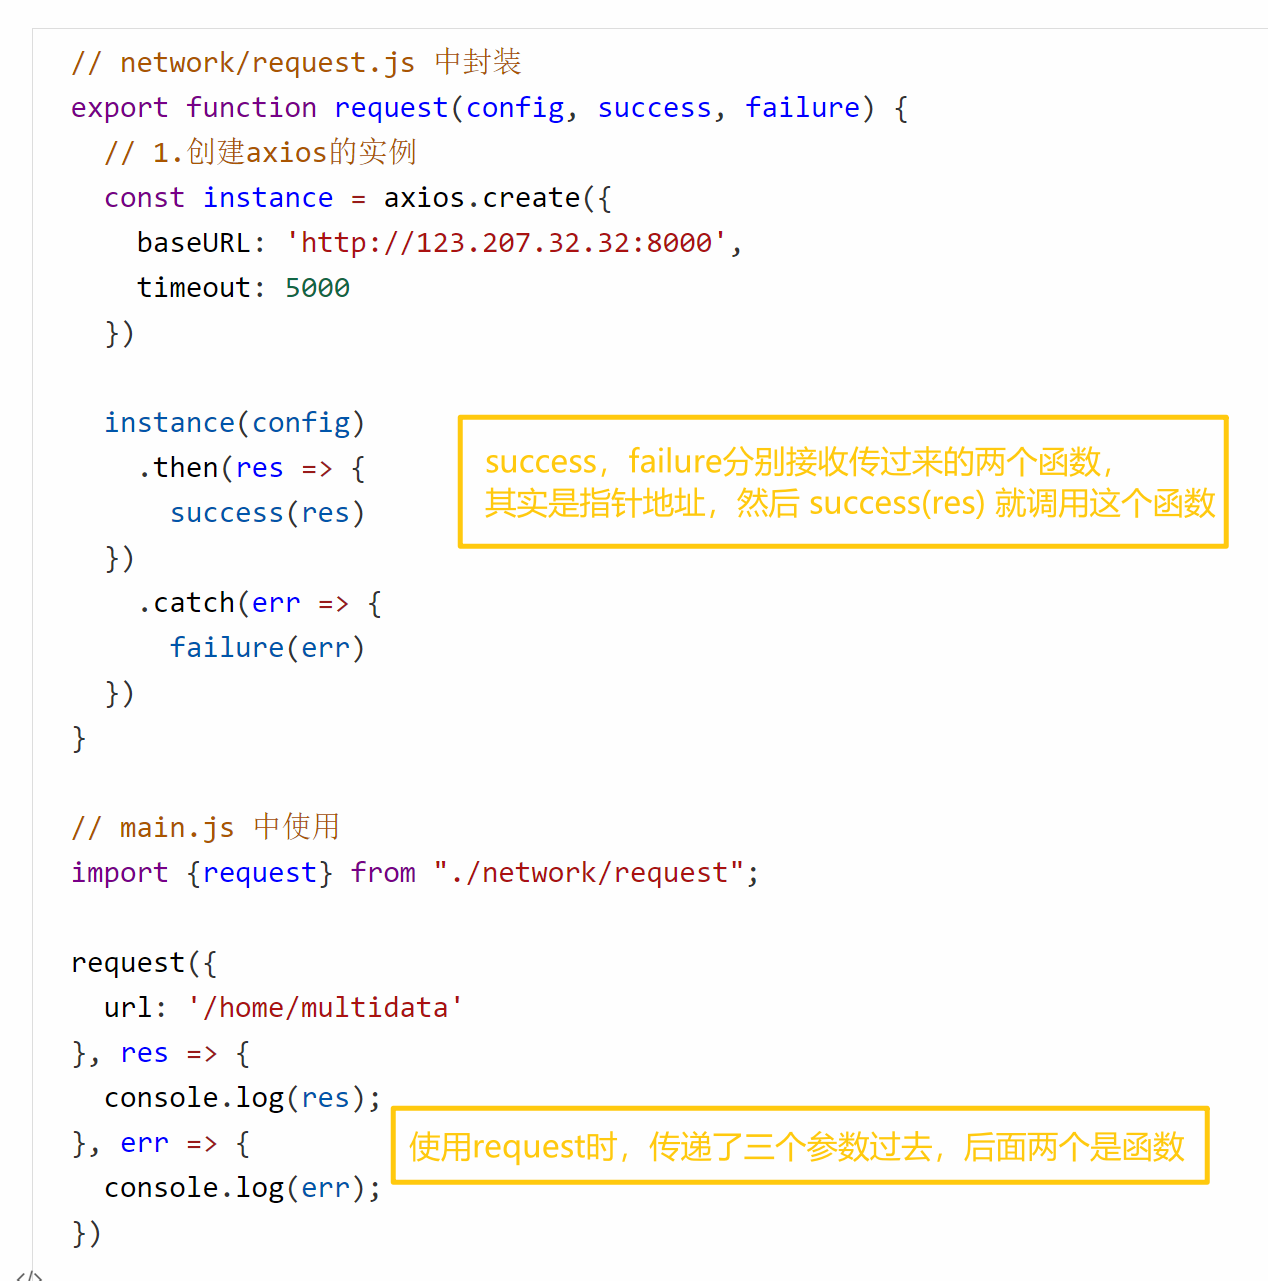 // network/request.js 中封装
export function request(config, success, failure) {
// 1.创建axios的实例
const instance = axios.create({
baseURL: 'http://123.207.32.32:8000',
timeout: 5000
})
instance(config)
.then(res => {
success(res)
})
.catch(err => {
failure(err)
})
}
success，failure分别接收传过来的两个函数，
其实是指针地址，然后 success(res) 就调用这个函数
// main.js 中使用
import {request} from "./network/request";
request({
url: '/home/multidata'
}, res => {
console.log(res);
}, err => {
console.log(err);
})
使用request时，传递了三个参数过去，后面两个是函数